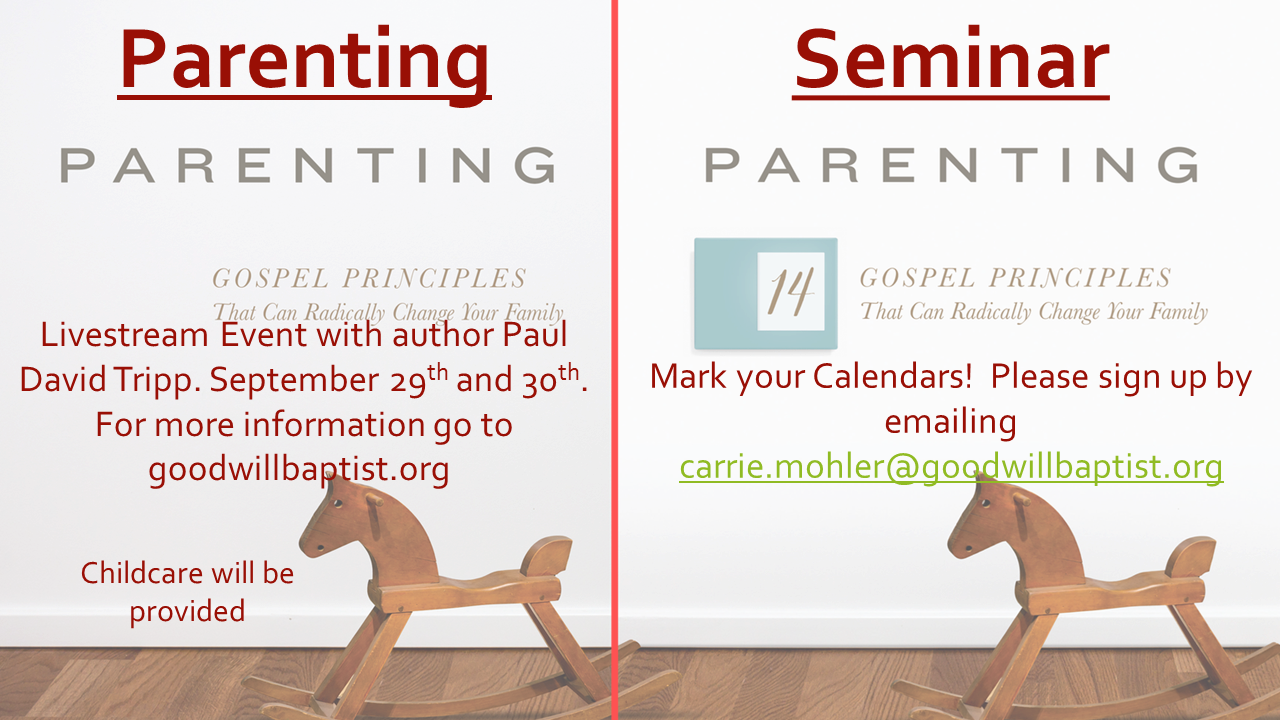 Parenting
PARENTING
GOSPEL PRINCIPLES
That Can Radically Change Your Family
Livestream Event with author Paul
David Tripp. September 29th and 30th.
For more information go to
goodwillbaptist.org
Childcare will be
provided
Seminar
PARENTING
14
GOSPEL PRINCIPLES
That Can Radically Change Your Family
Mark your Calendars! Please sign up by
emailing
carrie.mohler@goodwillbaptist.org